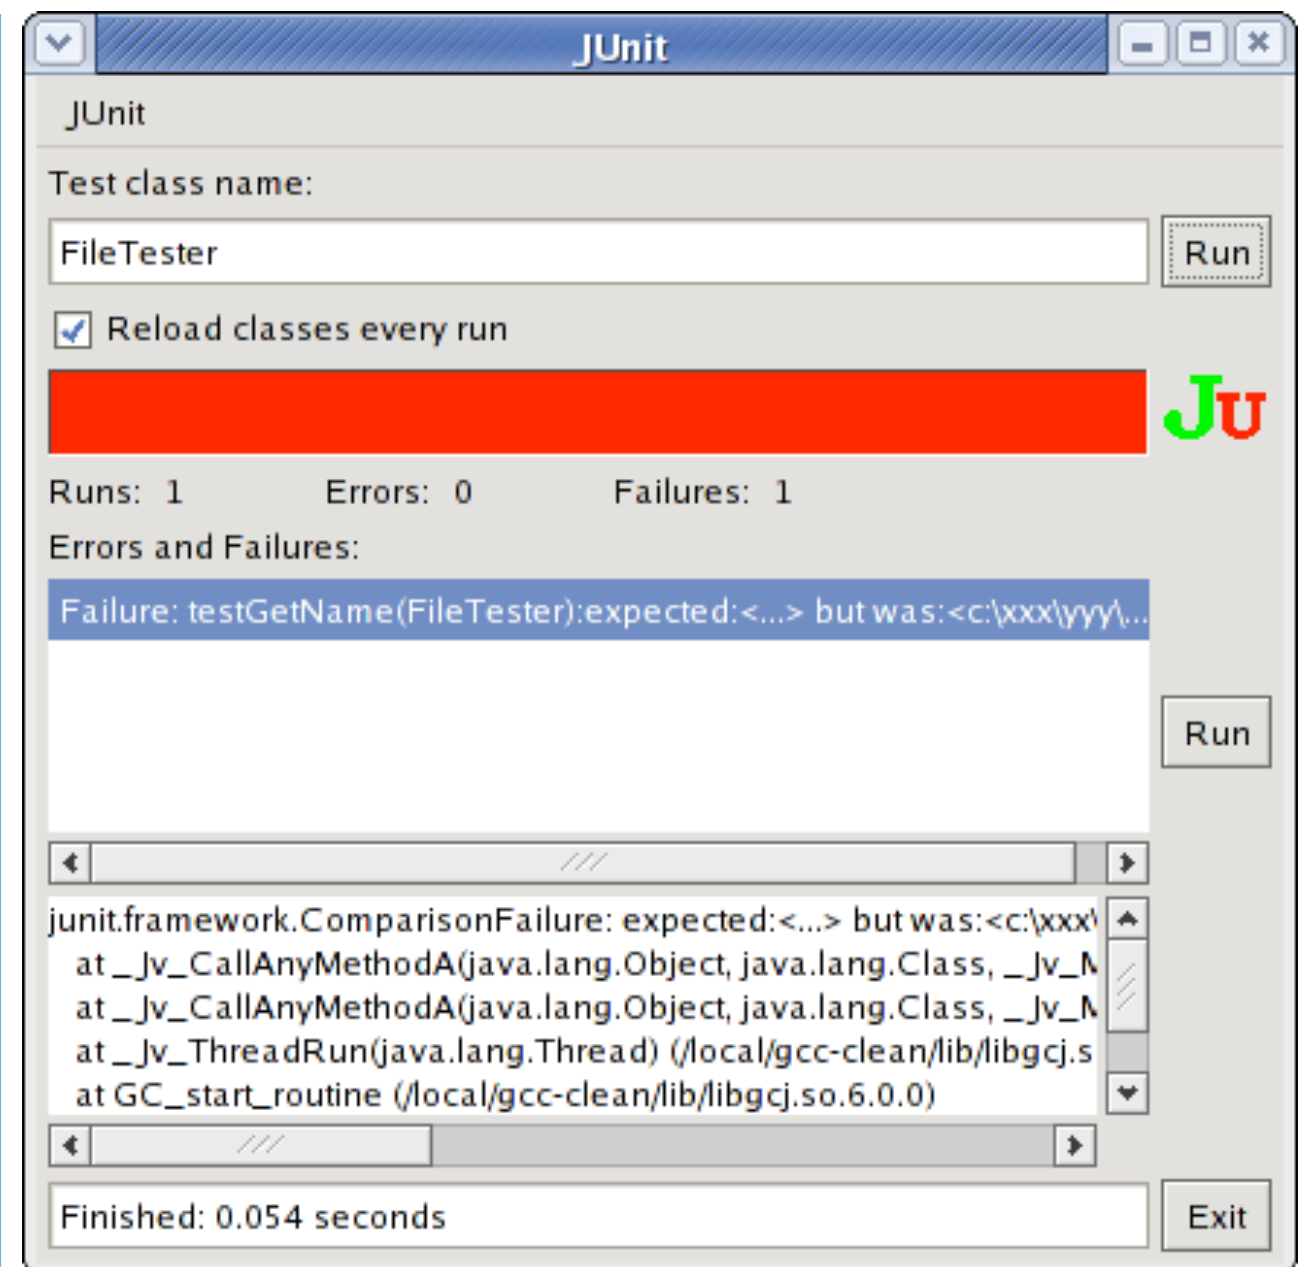 JUnit
JUnit
Test class name:
FileTester
Run
Reload classes every run
JU
Runs: 1 Errors: 0 Failures: 1
Errors and Failures:
Failure: testGetName(FileTester):expected:<...> but was:<c:\xxx\yyy\...
Run
junit.framework.ComparisonFailure: expected:<...> but was:<c:\xxx\
at _Jv_CallAnyMethodA(java.lang.Object, java.lang.Class, _Jv_M
at _Jv_CallAnyMethodA(java.lang.Object, java.lang.Class, _Jv_M
at _Jv_ThreadRun(java.lang.Thread) (/local/gcc-clean/lib/libgcj.s
at GC_start_routine (/local/gcc-clean/lib/libgcj.so.6.0.0)
Finished: 0.054 seconds
Exit